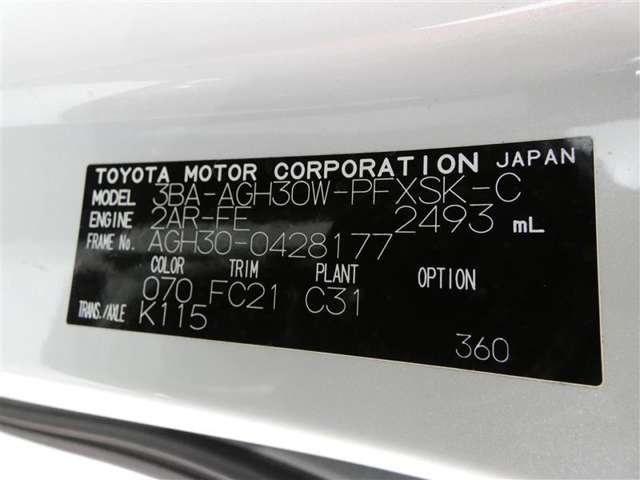 TOYOTA MOTOR CORPORATION JAPAN
MODEL 3BA-AGH30W-PFXSK-C
ENGINE 2AR-FE 2493 mL
FRAME No. AGH30-0428177
COLOR TRIM PLANT OPTION
070 FC21 C31
TRANS./AXLE K115
360